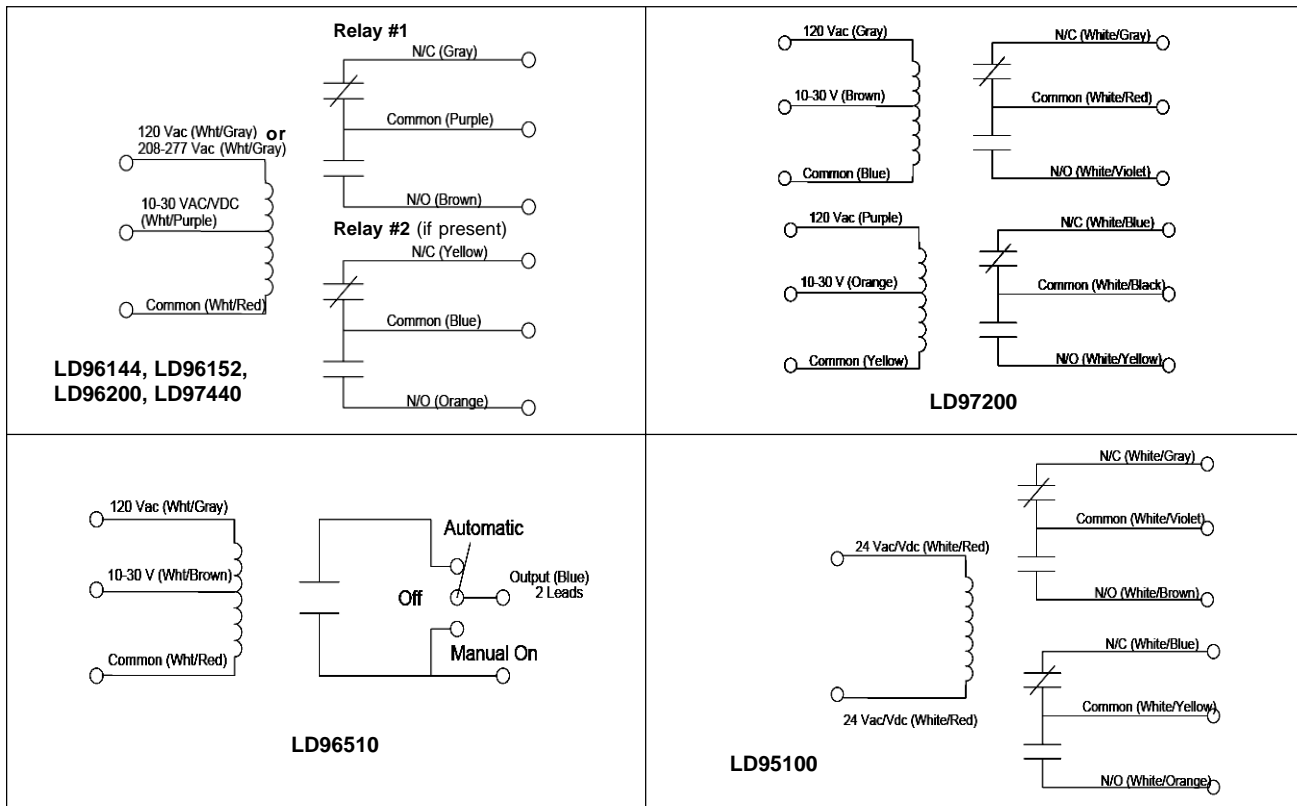 Relay #1
N/C (Gray)
Common (Purple)
120 Vac (Wht/Gray) or
208-277 Vac (Wht/Gray)
10-30 VAC/VDC
(Wht/Purple)
Common (Wht/Red)
N/O (Brown)
Relay #2 (if present)
N/C (Yellow)
Common (Blue)
N/O (Orange)
LD96144, LD96152,
LD96200, LD97440
120 Vac (Gray)
10-30 V (Brown)
Common (Blue)
N/C (White/Gray)
Common (White/Red)
N/O (White/Violet)
120 Vac (Purple)
10-30 V (Orange)
Common (Yellow)
N/C (White/Blue)
Common (White/Black)
N/O (White/Yellow)
LD97200
120 Vac (Wht/Gray)
10-30 V (Wht/Brown)
Common (Wht/Red)
Automatic
Off
Output (Blue)
2 Leads
Manual On
LD96510
24 Vac/Vdc (White/Red)
24 Vac/Vdc (White/Red)
N/C (White/Gray)
Common (White/Violet)
N/O (White/Brown)
N/C (White/Blue)
Common (White/Yellow)
N/O (White/Orange)
LD95100